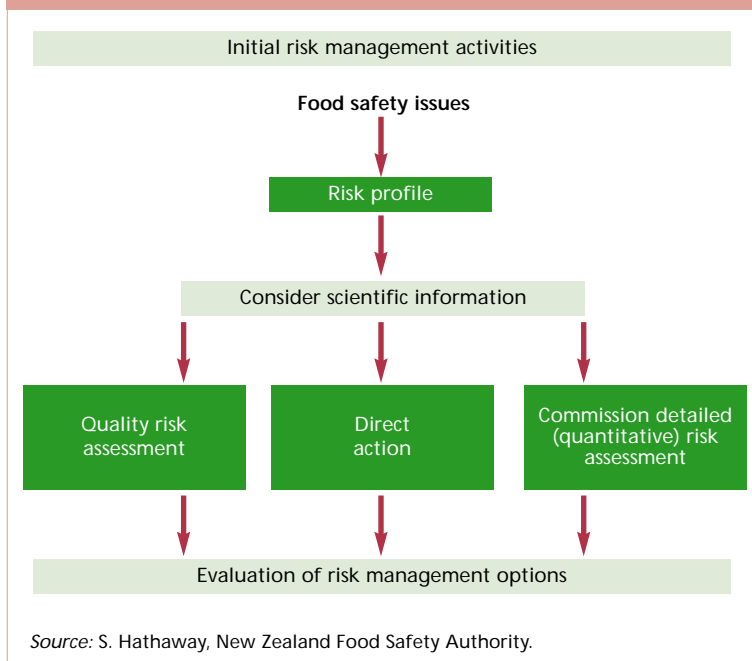 Initial risk management activities
Food safety issues
Risk profile
Consider scientific information
Quality risk
assessment
Direct
action
Commission detailed
(quantitative) risk
assessment
Evaluation of risk management options
Source: S. Hathaway, New Zealand Food Safety Authority.